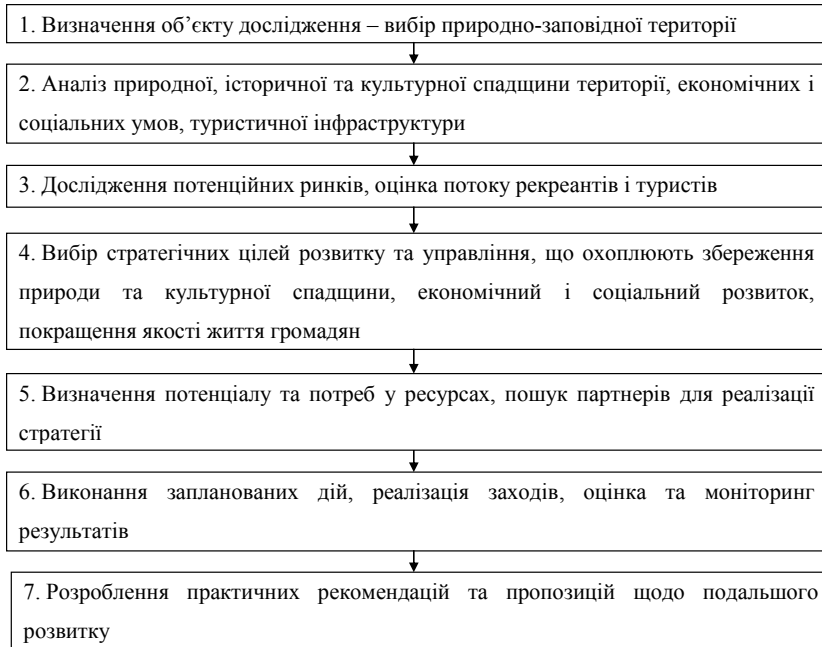 1. Визначення об’єкту дослідження – вибір природно-заповідної території
2. Аналіз природної, історичної та культурної спадщини території, економічних і
соціальних умов, туристичної інфраструктури
3. Дослідження потенційних ринків, оцінка потоку рекреантів і туристів
4. Вибір стратегічних цілей розвитку та управління, що охоплюють збереження
природи та культурної спадщини, економічний і соціальний розвиток,
покращення якості життя громадян
5. Визначення потенціалу та потреб у ресурсах, пошук партнерів для реалізації
стратегії
6. Виконання запланованих дій, реалізація заходів, оцінка та моніторинг
результатів
7. Розроблення практичних рекомендацій та пропозицій щодо подальшого
розвитку